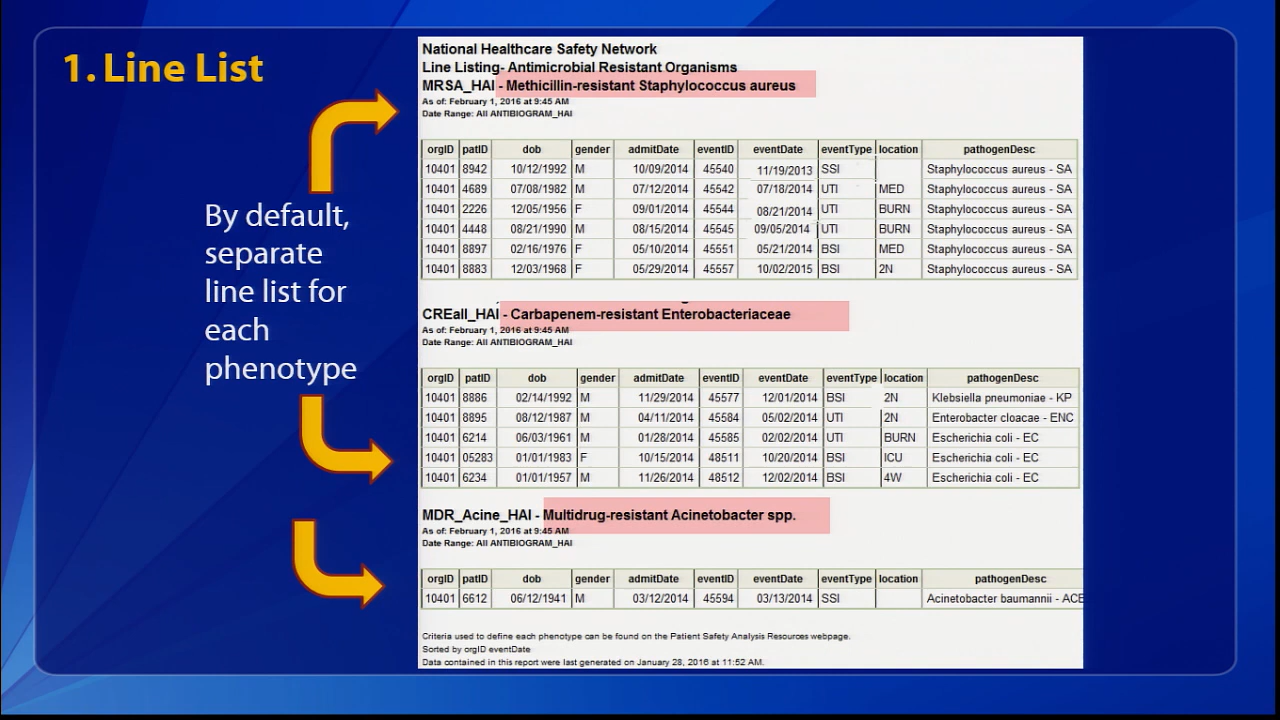 1. Line List
By default,
separate
line list for
each
phenotype
National Healthcare Safety Network
Line Listing- Antimicrobial Resistant Organisms
MRSA_HAI - Methicillin-resistant Staphylococcus aureus
As of: February 1, 2016 at 9:45 AM
Date Range: All ANTIBIOGRAM_HAI
orgID patID dob gender admitDate eventID eventDate eventType location pathogenDesc
10401 8942 10/12/1992 M 10/09/2014 45540 11/19/2013 SSI Staphylococcus aureus - SA
10401 4689 07/08/1982 M 07/12/2014 45542 07/18/2014 UTI MED Staphylococcus aureus - SA
10401 2226 12/05/1956 F 09/01/2014 45544 08/21/2014 UTI BURN Staphylococcus aureus - SA
10401 4448 08/21/1990 M 08/15/2014 45545 09/05/2014 UTI BURN Staphylococcus aureus - SA
10401 8897 02/16/1976 F 05/10/2014 45551 05/21/2014 BSI MED Staphylococcus aureus - SA
10401 8883 12/03/1968 F 05/29/2014 45557 10/02/2015 BSI 2N Staphylococcus aureus - SA
CREall_HAI - Carbapenem-resistant Enterobacteriaceae
As of: February 1, 2016 at 9:45 AM
Date Range: All ANTIBIOGRAM_HAI
orgID patID dob gender admitDate eventID eventDate eventType location pathogenDesc
10401 8886 02/14/1992 M 11/29/2014 45577 12/01/2014 BSI 2N Klebsiella pneumoniae - KP
10401 8895 08/12/1987 M 04/11/2014 45584 05/02/2014 UTI 2N Enterobacter cloacae - ENC
10401 6214 06/03/1961 M 01/28/2014 45585 02/02/2014 UTI BURN Escherichia coli - EC
10401 05283 01/01/1983 F 10/15/2014 48511 10/20/2014 BSI ICU Escherichia coli - EC
10401 6234 01/01/1957 M 11/26/2014 48512 12/02/2014 BSI 4W Escherichia coli - EC
MDR_Acine_HAI - Multidrug-resistant Acinetobacter spp.
As of: February 1, 2016 at 9:45 AM
Date Range: All ANTIBIOGRAM_HAI
orgID patID dob gender admitDate eventID eventDate eventType location pathogenDesc
10401 6612 06/12/1941 M 03/12/2014 45594 03/13/2014 SSI Acinetobacter baumannii - ACE
Criteria used to define each phenotype can be found on the Patient Safety Analysis Resources webpage.
Sorted by orgID eventDate
Data contained in this report were last generated on January 28, 2016 at 11:52 AM.